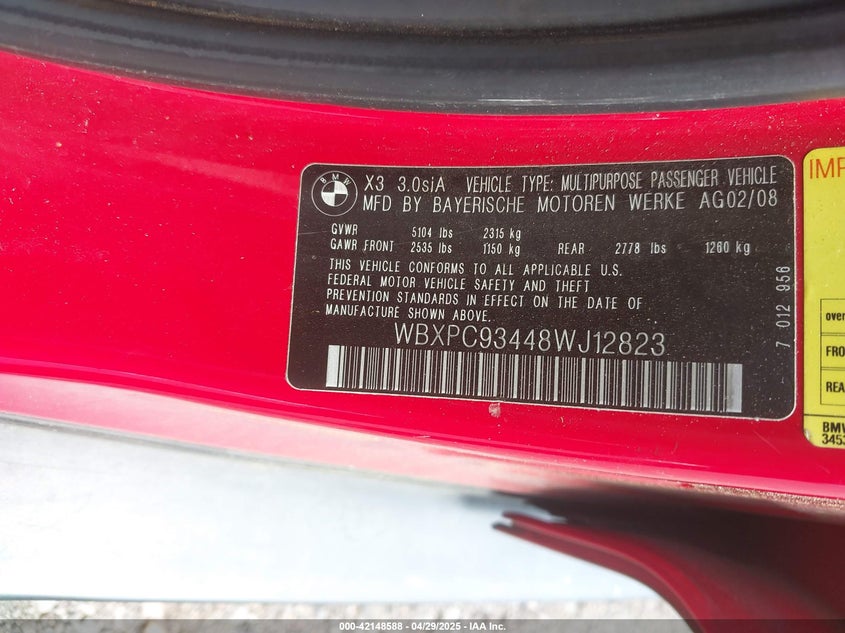 BMW
X3 3.0siA VEHICLE TYPE: MULTIPURPOSE PASSENGER VEHICLE
MFD BY BAYERISCHE MOTOREN WERKE AG02/08
GVWR 5104 lbs 2315 kg
GAWR FRONT 2535 lbs 1150 kg REAR 2778 lbs 1260 kg
THIS VEHICLE CONFORMS TO ALL APPLICABLE U.S.
FEDERAL MOTOR VEHICLE SAFETY AND THEFT
PREVENTION STANDARDS IN EFFECT ON THE DATE OF
MANUFACTURE SHOWN ABOVE.
WBXPC93448WJ12823
7 012 956
IMP
over
FRO
REA
BMW
3453
000-42148588 - 04/29/2025 - IAA Inc.